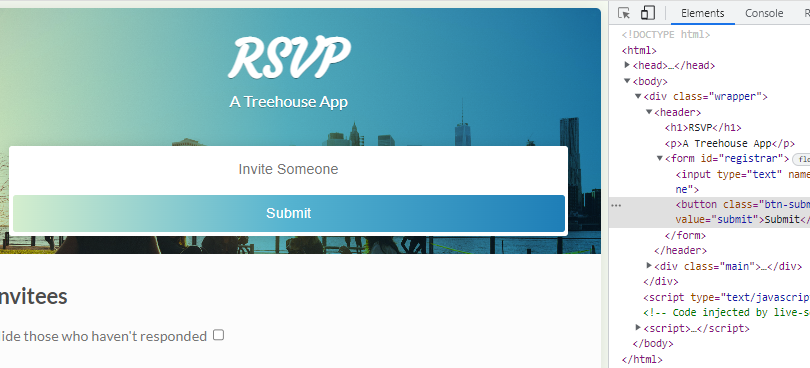 RSVP
A Treehouse App
Invite Someone
Submit
nvitees
ide those who haven't responded
Elements
Console
R
<!DOCTYPE html>
<html>
<head>…</head>
<body>
<div class="wrapper">
<header>
<h1>RSVP</h1>
<p>A Treehouse App</p>
<form id="registrar">
flo
<input type="text" nam
ne">
<button class="btn-subm
value="submit">Submit</
</form>
</header>
<div class="main">…</div>
</div>
<script type="text/javascrip
<!-- Code injected by live-s
<script>…</script>
</body>
</html>